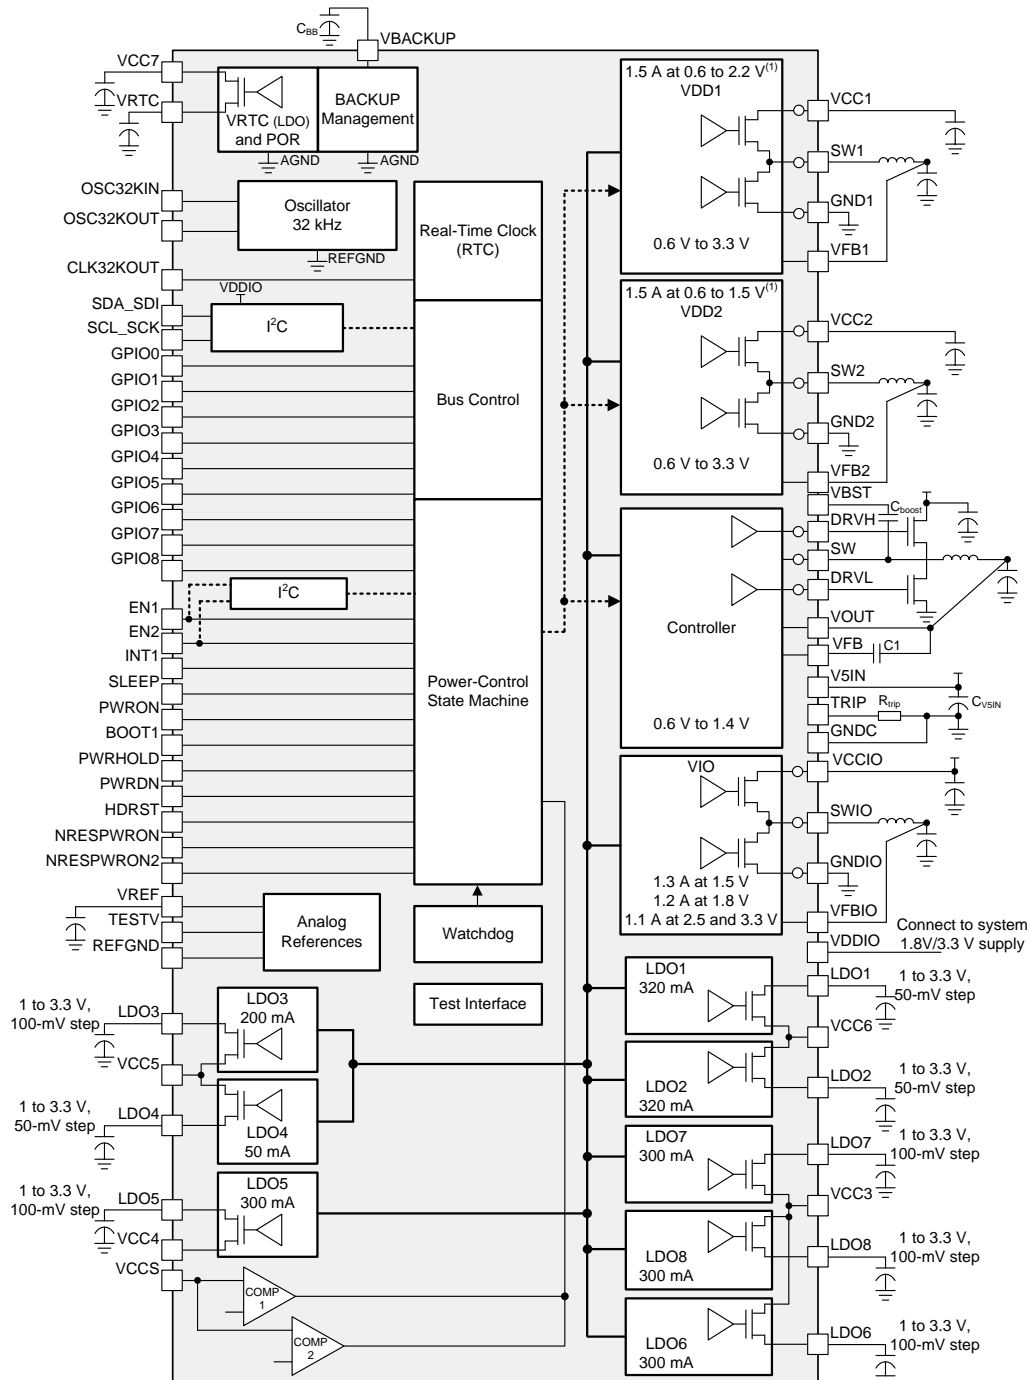 C_BB
VBACKUP
VCC7
VRTC
VRTC (LDO)
and POR
BACKUP
Management
AGND
AGND
OSC32KIN
OSC32KOUT
Oscillator
32 kHz
REFGND
CLK32KOUT
Real-Time Clock
(RTC)
VDDIO
SDA_SDI
SCL_SCK
I²C
GPIO0
GPIO1
GPIO2
GPIO3
GPIO4
GPIO5
GPIO6
GPIO7
GPIO8
Bus Control
I²C
EN1
EN2
INT1
SLEEP
PWRON
BOOT1
PWRHOLD
PWRDN
HDRST
NRESPWRON
NRESPWRON2
Power-Control
State Machine
VREF
TESTV
REFGND
Analog
References
Watchdog
Test Interface
1 to 3.3 V,
100-mV step
LDO3
LDO3
200 mA
VCC5
1 to 3.3 V,
50-mV step
LDO4
LDO4
50 mA
1 to 3.3 V,
100-mV step
LDO5
LDO5
300 mA
VCC4
VCCS
COMP
1
COMP
2
1.5 A at 0.6 to 2.2 V⁽¹⁾
VDD1
0.6 V to 3.3 V
VCC1
SW1
GND1
VFB1
1.5 A at 0.6 to 1.5 V⁽¹⁾
VDD2
0.6 V to 3.3 V
VCC2
SW2
GND2
VFB2
VBST
C_boost
DRVH
SW
DRVL
Controller
VOUT
VFB
C1
V5IN
TRIP
R_trip
C_V5IN
GNDC
0.6 V to 1.4 V
VIO
VCCIO
SWIO
GNDIO
1.3 A at 1.5 V
1.2 A at 1.8 V
1.1 A at 2.5 and 3.3 V
VFBIO
VDDIO
Connect to system
1.8V/3.3 V supply
LDO1
320 mA
LDO1
1 to 3.3 V,
50-mV step
VCC6
LDO2
320 mA
LDO2
1 to 3.3 V,
50-mV step
LDO7
300 mA
LDO7
1 to 3.3 V,
100-mV step
VCC3
LDO8
300 mA
LDO8
1 to 3.3 V,
100-mV step
LDO6
300 mA
LDO6
1 to 3.3 V,
100-mV step